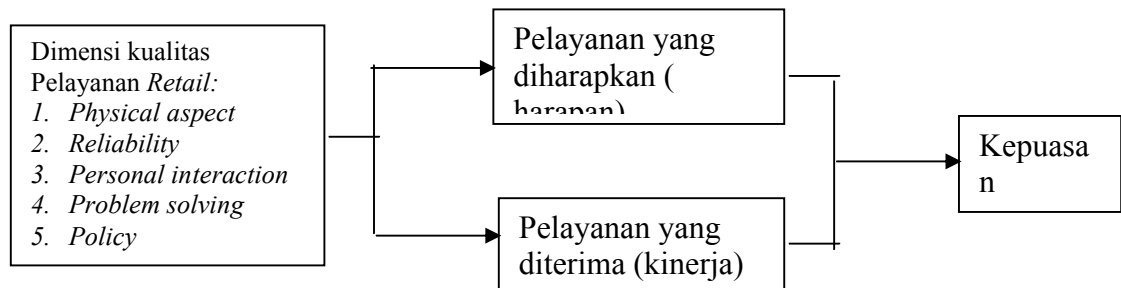 Dimensi kualitas
Pelayanan Retail:
1. Physical aspect
2. Reliability
3. Personal interaction
4. Problem solving
5. Policy
Pelayanan yang
diharapkan (
harapan)
Pelayanan yang
diterima (kinerja)
Kepuasa
n